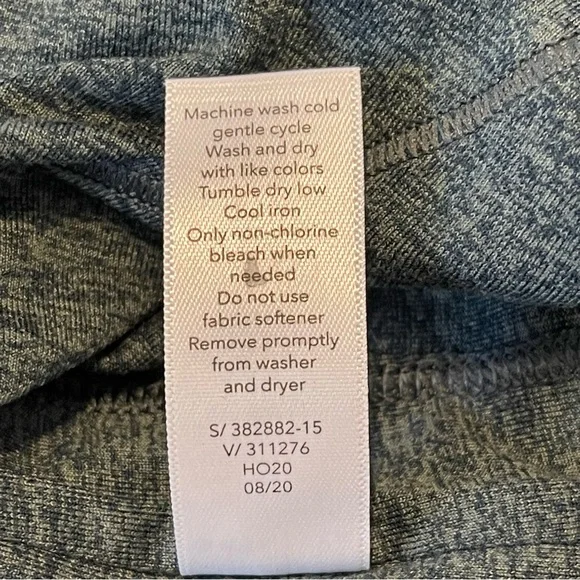 Machine wash cold
gentle cycle
Wash and dry
with like colors
Tumble dry low
Cool iron
Only non-chlorine
bleach when
needed
Do not use
fabric softener
Remove promptly
from washer
and dryer
S/ 382882-15
V/ 311276
HO20
08/20